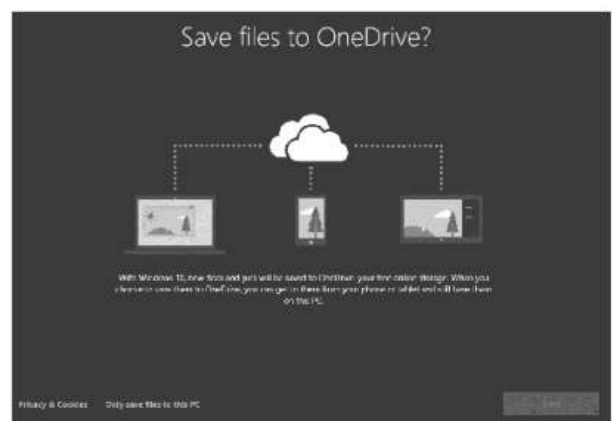 Save files to OneDrive?
With Windows 10, new docs and pics will be saved to OneDrive, your free online storage. When you
choose to save them to OneDrive, you can get to them from your phone or tablet and still have them
on this PC.
Privacy & Cookies
Only save files to this PC